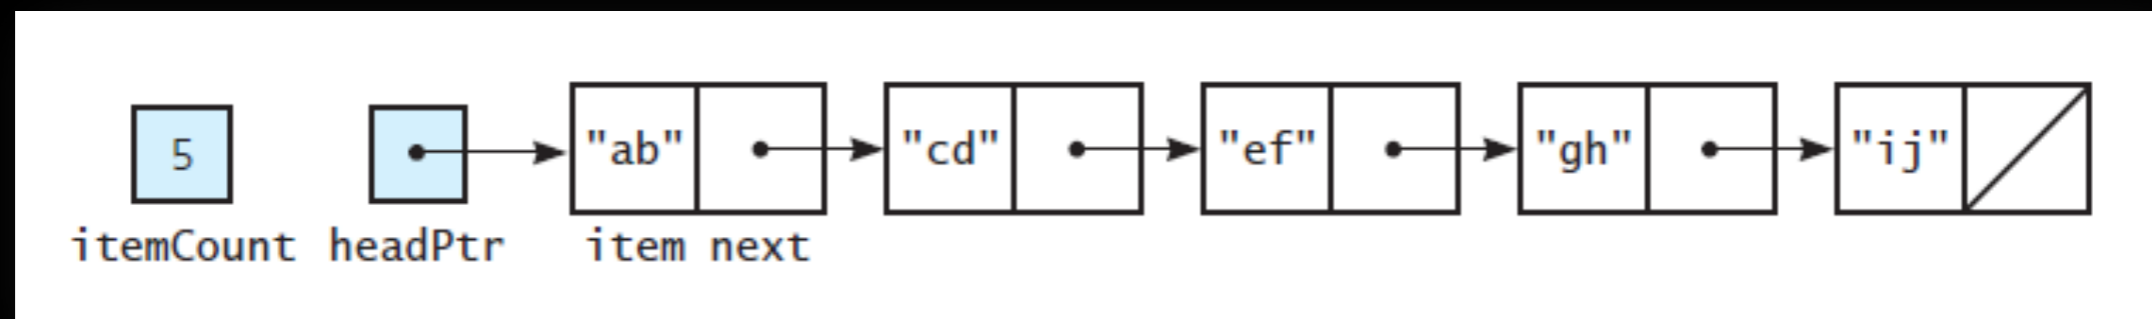 5 "ab" "cd" "ef" "gh" "ij"
itemCount headPtr item next